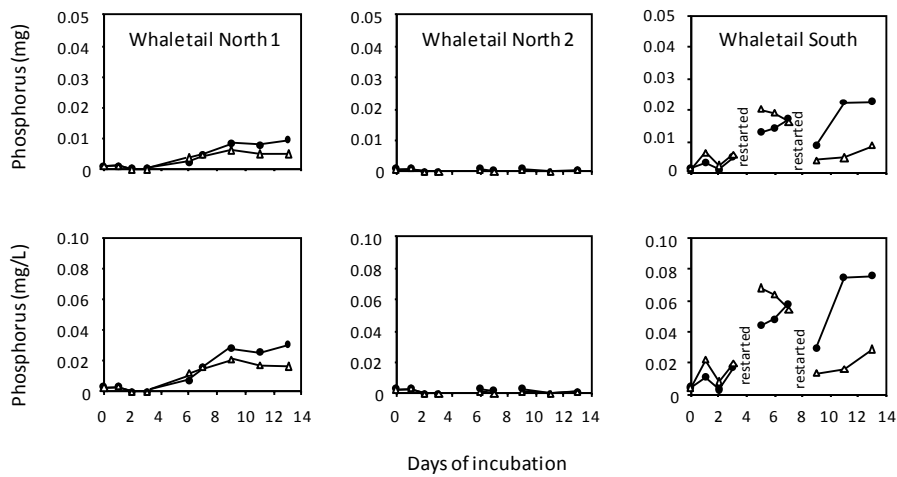 Phosphorus (mg)
0.05
0.04
0.03
0.02
0.01
0
Whaletail North 1
0.05
0.04
0.03
0.02
0.01
0
Whaletail North 2
0.05
0.04
0.03
0.02
0.01
0
Whaletail South
restarted
restarted
Phosphorus (mg/L)
0.10
0.08
0.06
0.04
0.02
0
0 2 4 6 8 10 12 14
0.10
0.08
0.06
0.04
0.02
0
0 2 4 6 8 10 12 14
0.10
0.08
0.06
0.04
0.02
0
restarted
restarted
0 2 4 6 8 10 12 14
Days of incubation